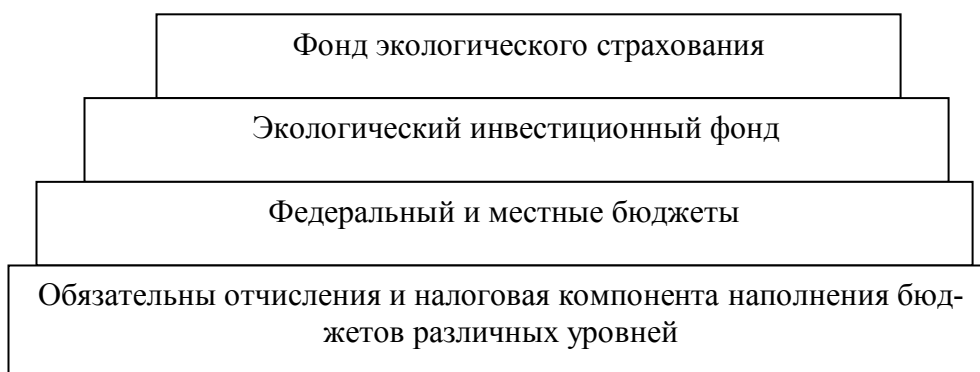 Фонд экологического страхования
Экологический инвестиционный фонд
Федеральный и местные бюджеты
Обязательны отчисления и налоговая компонента наполнения бюд-
жетов различных уровней